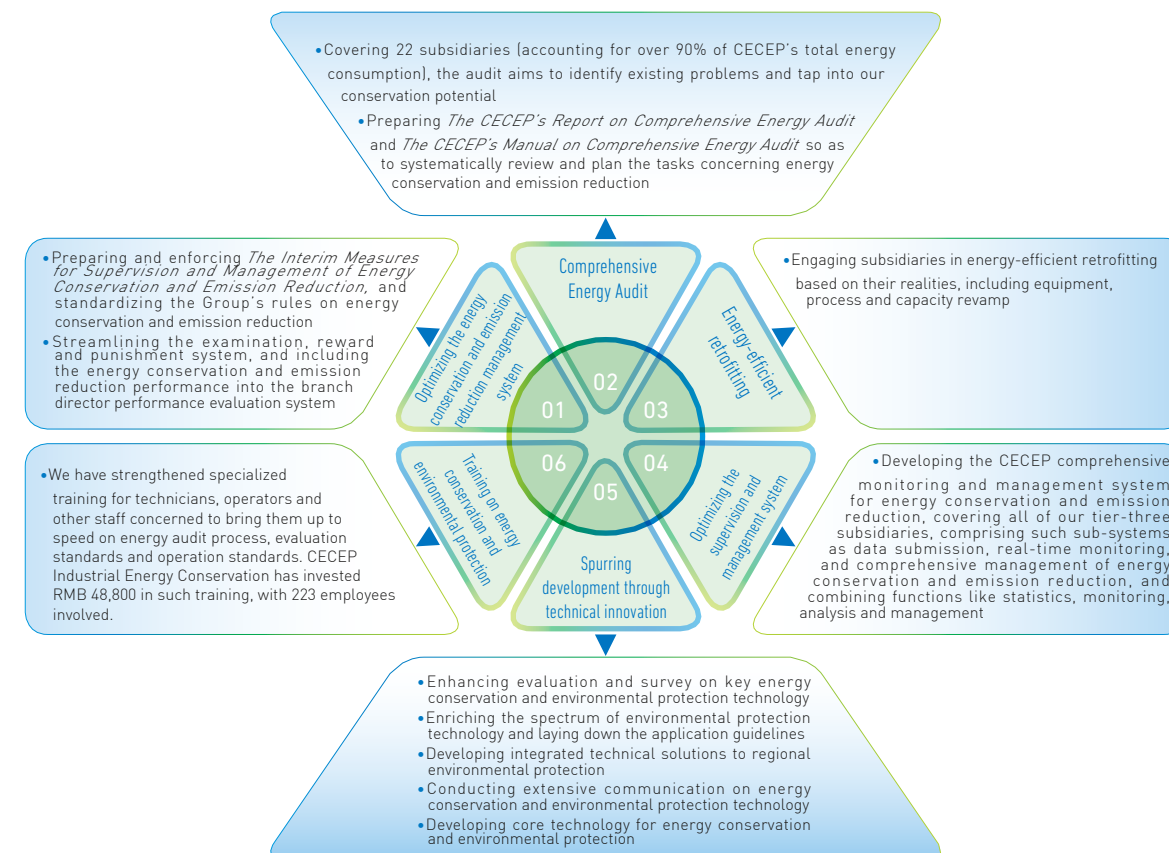 •Covering 22 subsidiaries (accounting for over 90% of CECEP's total energy
consumption), the audit aims to identify existing problems and tap into our
conservation potential
•Preparing The CECEP's Report on Comprehensive Energy Audit
and The CECEP's Manual on Comprehensive Energy Audit so as
to systematically review and plan the tasks concerning energy
conservation and emission reduction
•Preparing and enforcing The Interim Measures
for Supervision and Management of Energy
Conservation and Emission Reduction, and
standardizing the Group's rules on energy
conservation and emission reduction
•Streamlining the examination, reward
and punishment system, and including
the energy conservation and emission
reduction performance into the branch
director performance evaluation system
Optimizing the energy
conservation and emission
reduction management
system
01
Comprehensive
Energy Audit
02
Energy-efficient
retrofitting
03
•Engaging subsidiaries in energy-efficient retrofitting
based on their realities, including equipment,
process and capacity revamp
•We have strengthened specialized
training for technicians, operators and
other staff concerned to bring them up to
speed on energy audit process, evaluation
standards and operation standards. CECEP
Industrial Energy Conservation has invested
RMB 48,800 in such training, with 223 employees
involved.
06
Training on energy
conservation and
environmental protection
05
Spurring
development through
technical innovation
04
Optimizing the
supervision and
management system
•Developing the CECEP comprehensive
monitoring and management system
for energy conservation and emission
reduction, covering all of our tier-three
subsidiaries, comprising such sub-systems
as data submission, real-time monitoring,
and comprehensive management of energy
conservation and emission reduction, and
combining functions like statistics, monitoring,
analysis and management
•Enhancing evaluation and survey on key energy
conservation and environmental protection technology
•Enriching the spectrum of environmental protection
technology and laying down the application guidelines
•Developing integrated technical solutions to regional
environmental protection
•Conducting extensive communication on energy
conservation and environmental protection technology
•Developing core technology for energy conservation
and environmental protection